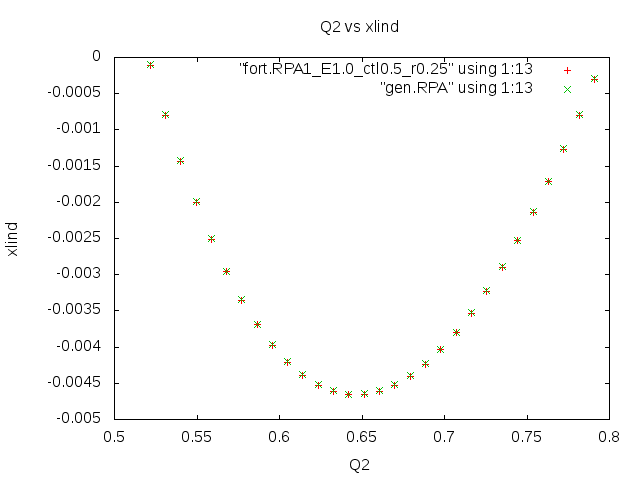 Q2 vs xlind
"fort.RPA1_E1.0_ctl0.5_r0.25" using 1:13
"gen.RPA" using 1:13
0
-0.0005
-0.001
-0.0015
-0.002
-0.0025
-0.003
-0.0035
-0.004
-0.0045
-0.005
xlind
0.5 0.55 0.6 0.65 0.7 0.75 0.8
Q2